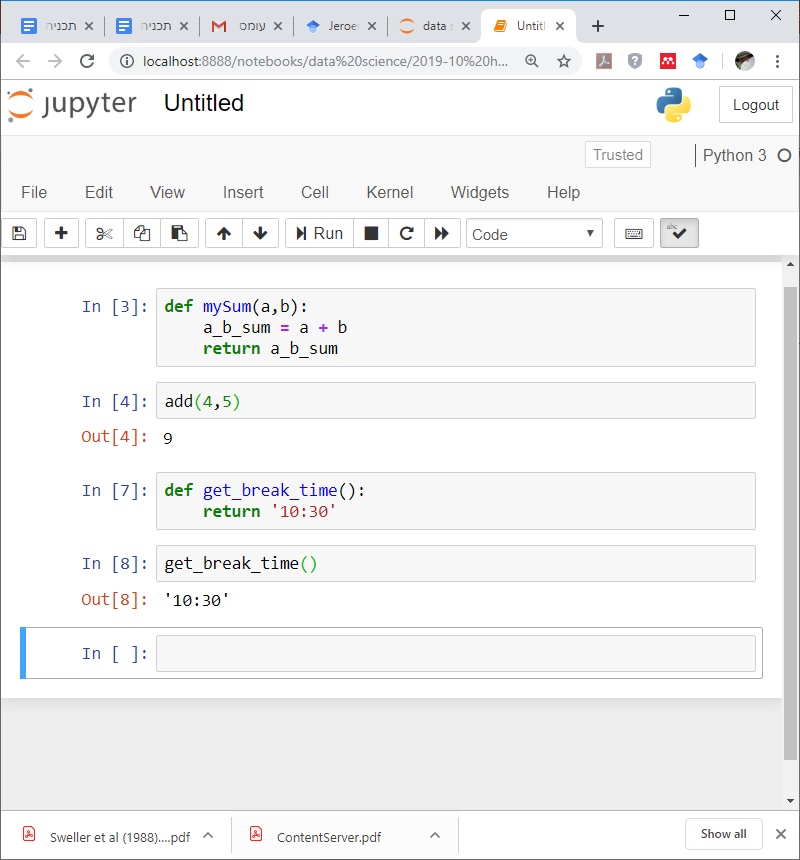 תכניה
תכניה
עומס
Jeroe
data s
Untitl
localhost:8888/notebooks/data%20science/2019-10%20h...
jupyter Untitled
Logout
Trusted
Python 3
File Edit View Insert Cell Kernel Widgets Help
Run
Code
abc
In [3]: def mySum(a,b):
    a_b_sum = a + b
    return a_b_sum
In [4]: add(4,5)
Out[4]: 9
In [7]: def get_break_time():
    return '10:30'
In [8]: get_break_time()
Out[8]: '10:30'
In [ ]:
Sweller et al (1988)....pdf
ContentServer.pdf
Show all